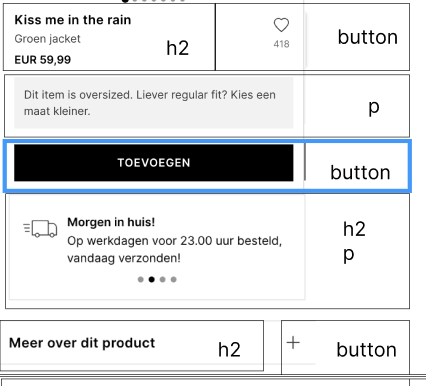 Kiss me in the rain
Groen jacket
EUR 59,99
h2
418
button
Dit item is oversized. Liever regular fit? Kies een
maat kleiner.
p
TOEVOEGEN
button
Morgen in huis!
Op werkdagen voor 23.00 uur besteld,
vandaag verzonden!
h2
p
Meer over dit product
h2
+
button